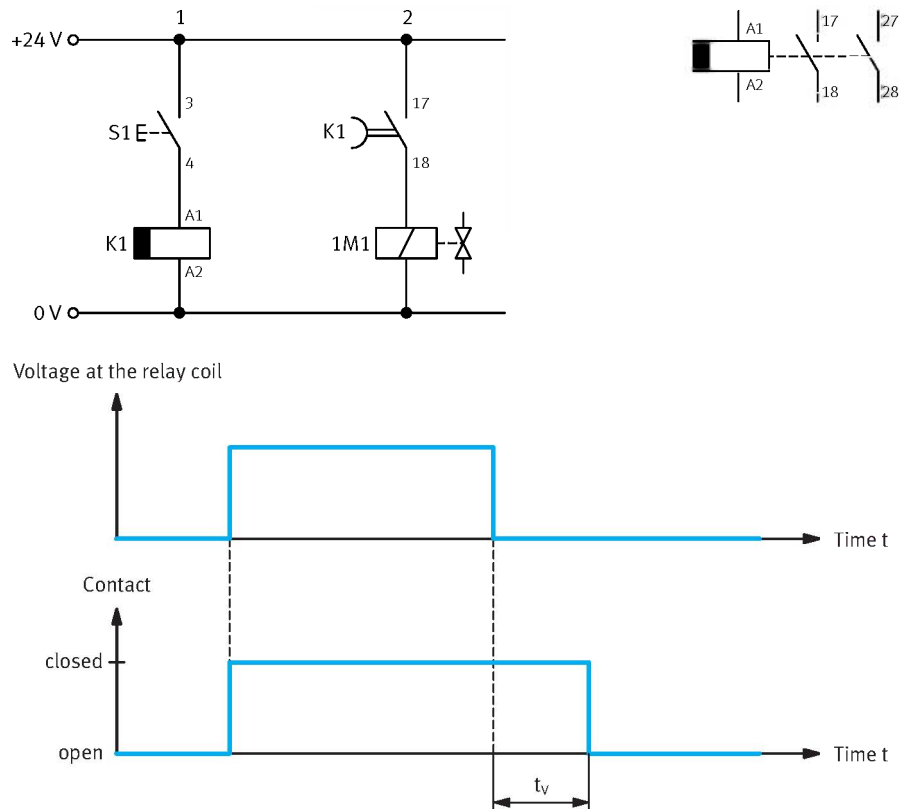 1 2
+24 V
3 17
S1 K1
4 18
A1
K1 1M1
A2
0 V
A1 17 27
A2 18 28
Voltage at the relay coil
Time t
Contact
closed
open
Time t
tV